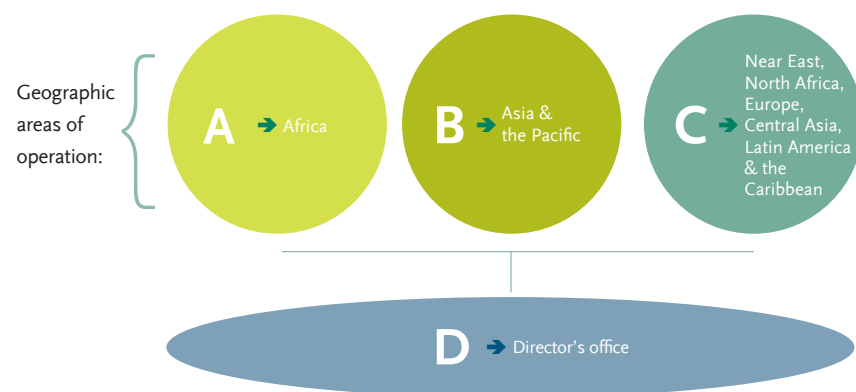 Geographic
areas of
operation:
A → Africa
B → Asia &
the Pacific
C → Near East,
North Africa,
Europe,
Central Asia,
Latin America
& the
Caribbean
D → Director’s office